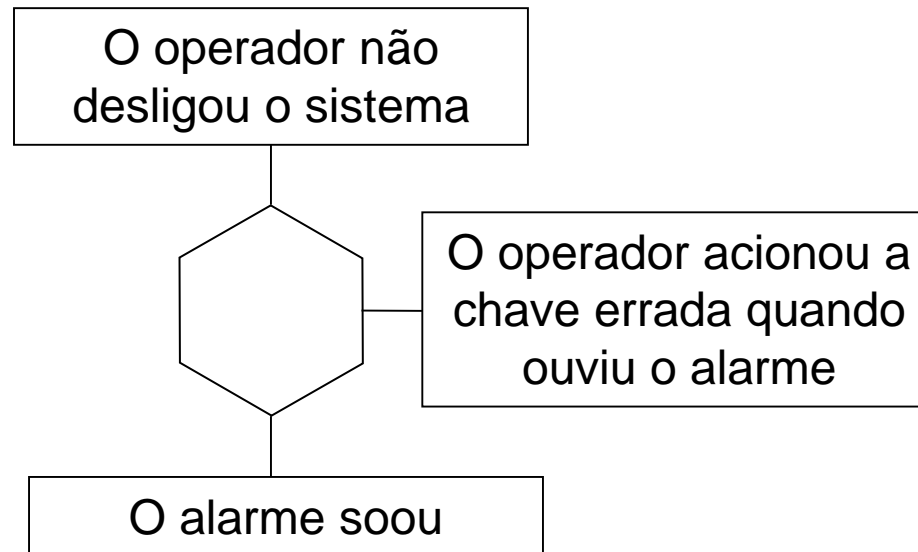 O operador não
desligou o sistema
O operador acionou a
chave errada quando
ouviu o alarme
O alarme soou